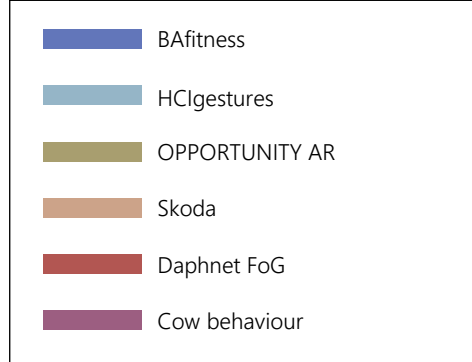 BAfitness
HCIgestures
OPPORTUNITY AR
Skoda
Daphnet FoG
Cow behaviour